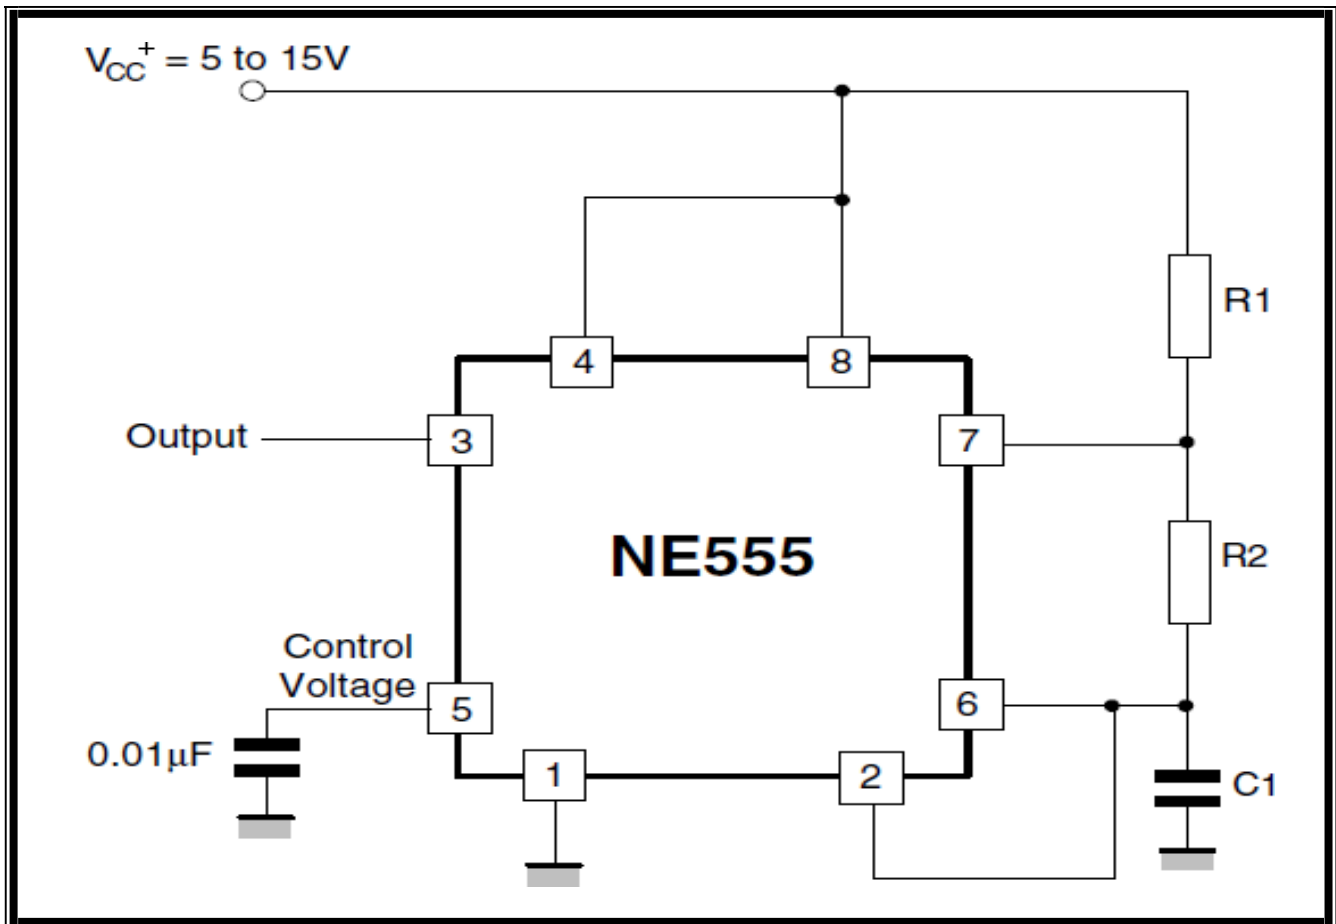 V_CC^+ = 5 to 15V
R1
4
8
Output
3
7
NE555
R2
Control
Voltage
5
6
0.01μF
1
2
C1